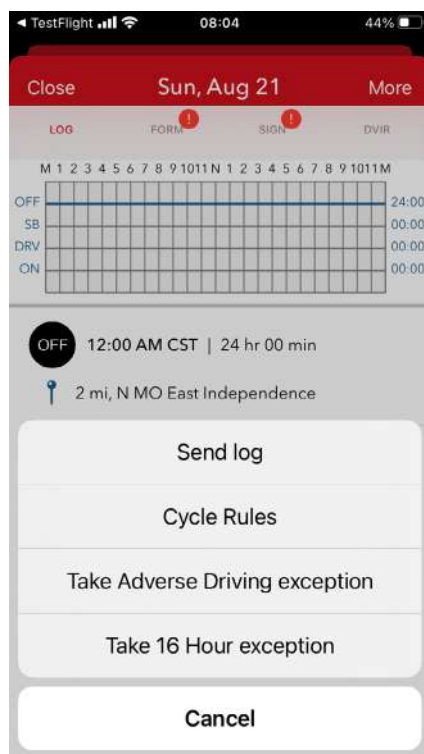 TestFlight 08:04 44%
Close Sun, Aug 21 More
LOG FORM ! SIGN ! DVIR
M 1 2 3 4 5 6 7 8 9 10 11 N 1 2 3 4 5 6 7 8 9 10 11 M
OFF 24:00
SB 00:00
DRV 00:00
ON 00:00
OFF 12:00 AM CST | 24 hr 00 min
2 mi, N MO East Independence
Send log
Cycle Rules
Take Adverse Driving exception
Take 16 Hour exception
Cancel